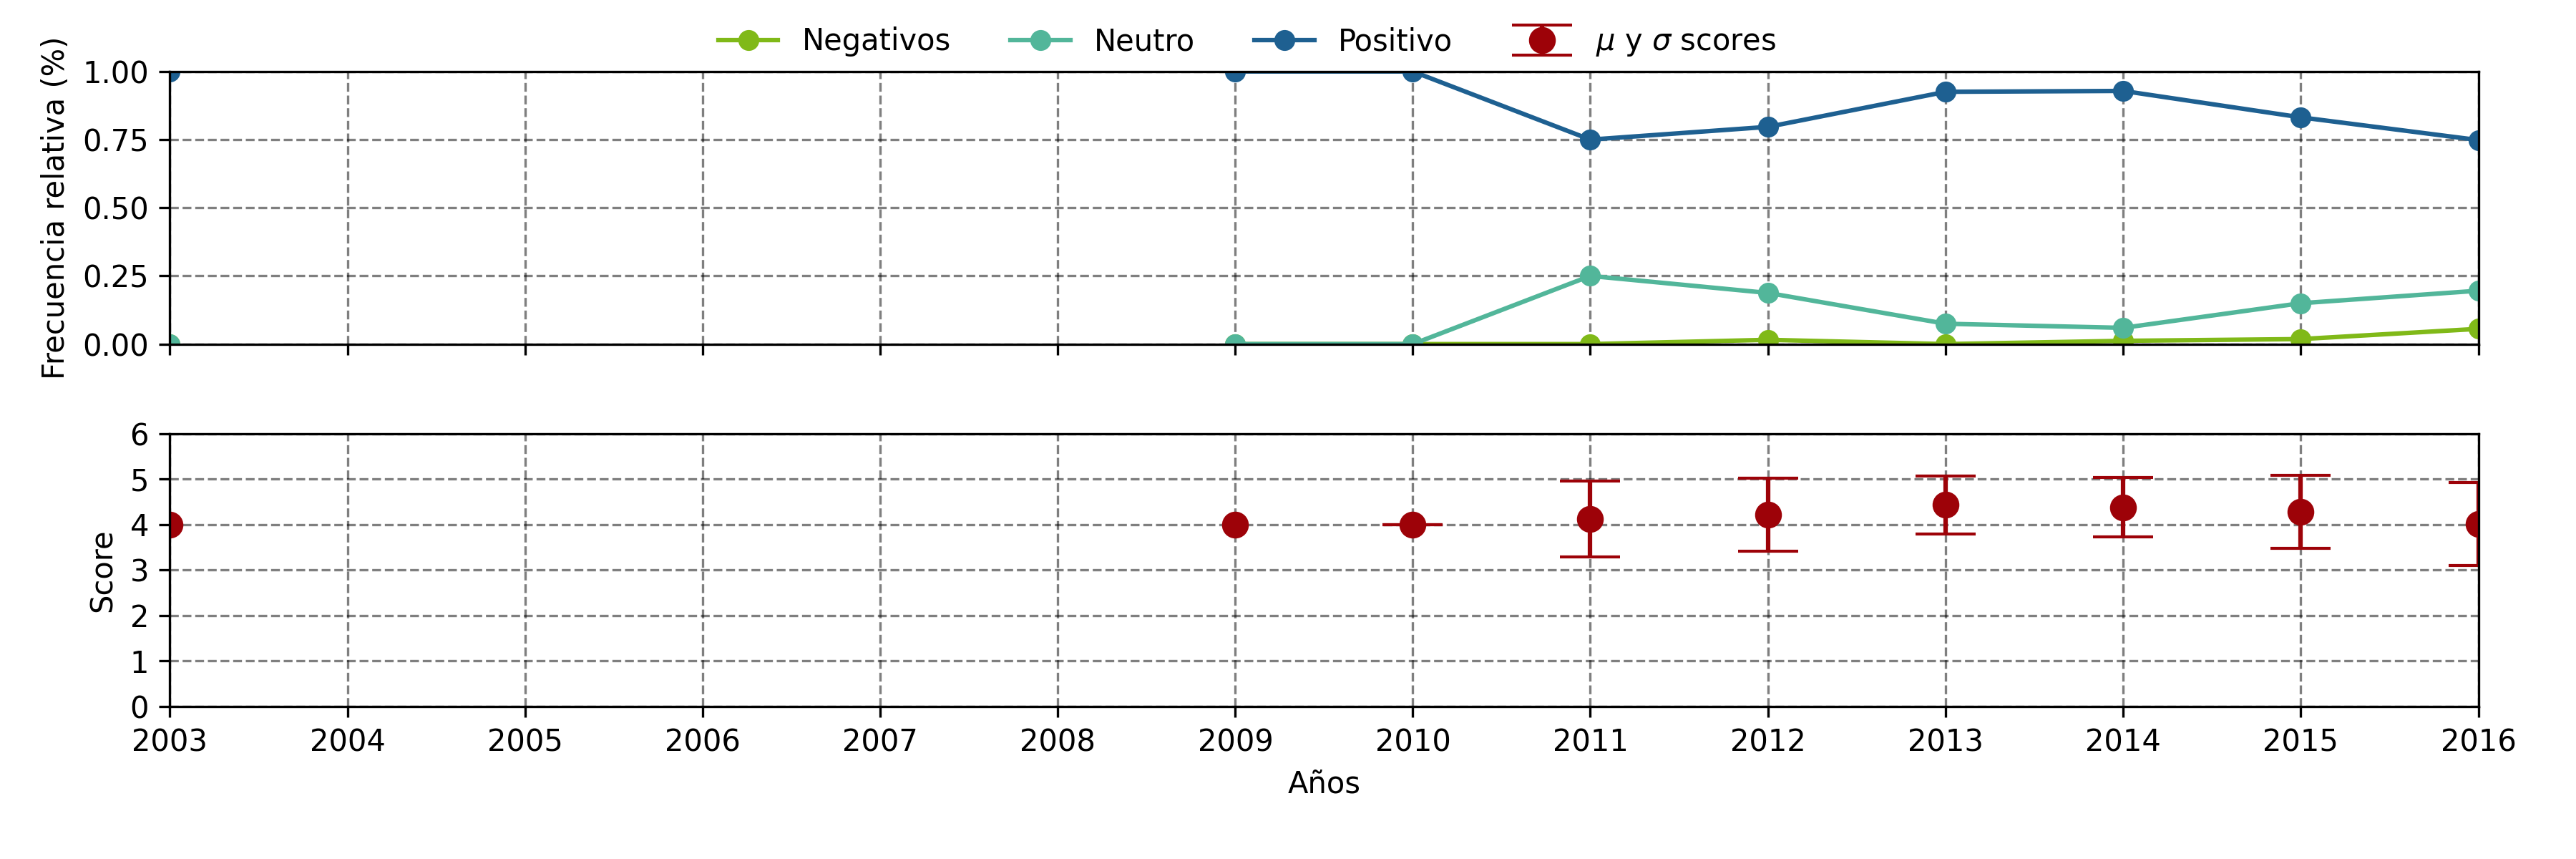 Negativos Neutro Positivo μ y σ scores
Frecuencia relativa (%)
1.00
0.75
0.50
0.25
0.00
Score
6
5
4
3
2
1
0
2003 2004 2005 2006 2007 2008 2009 2010 2011 2012 2013 2014 2015 2016
Años